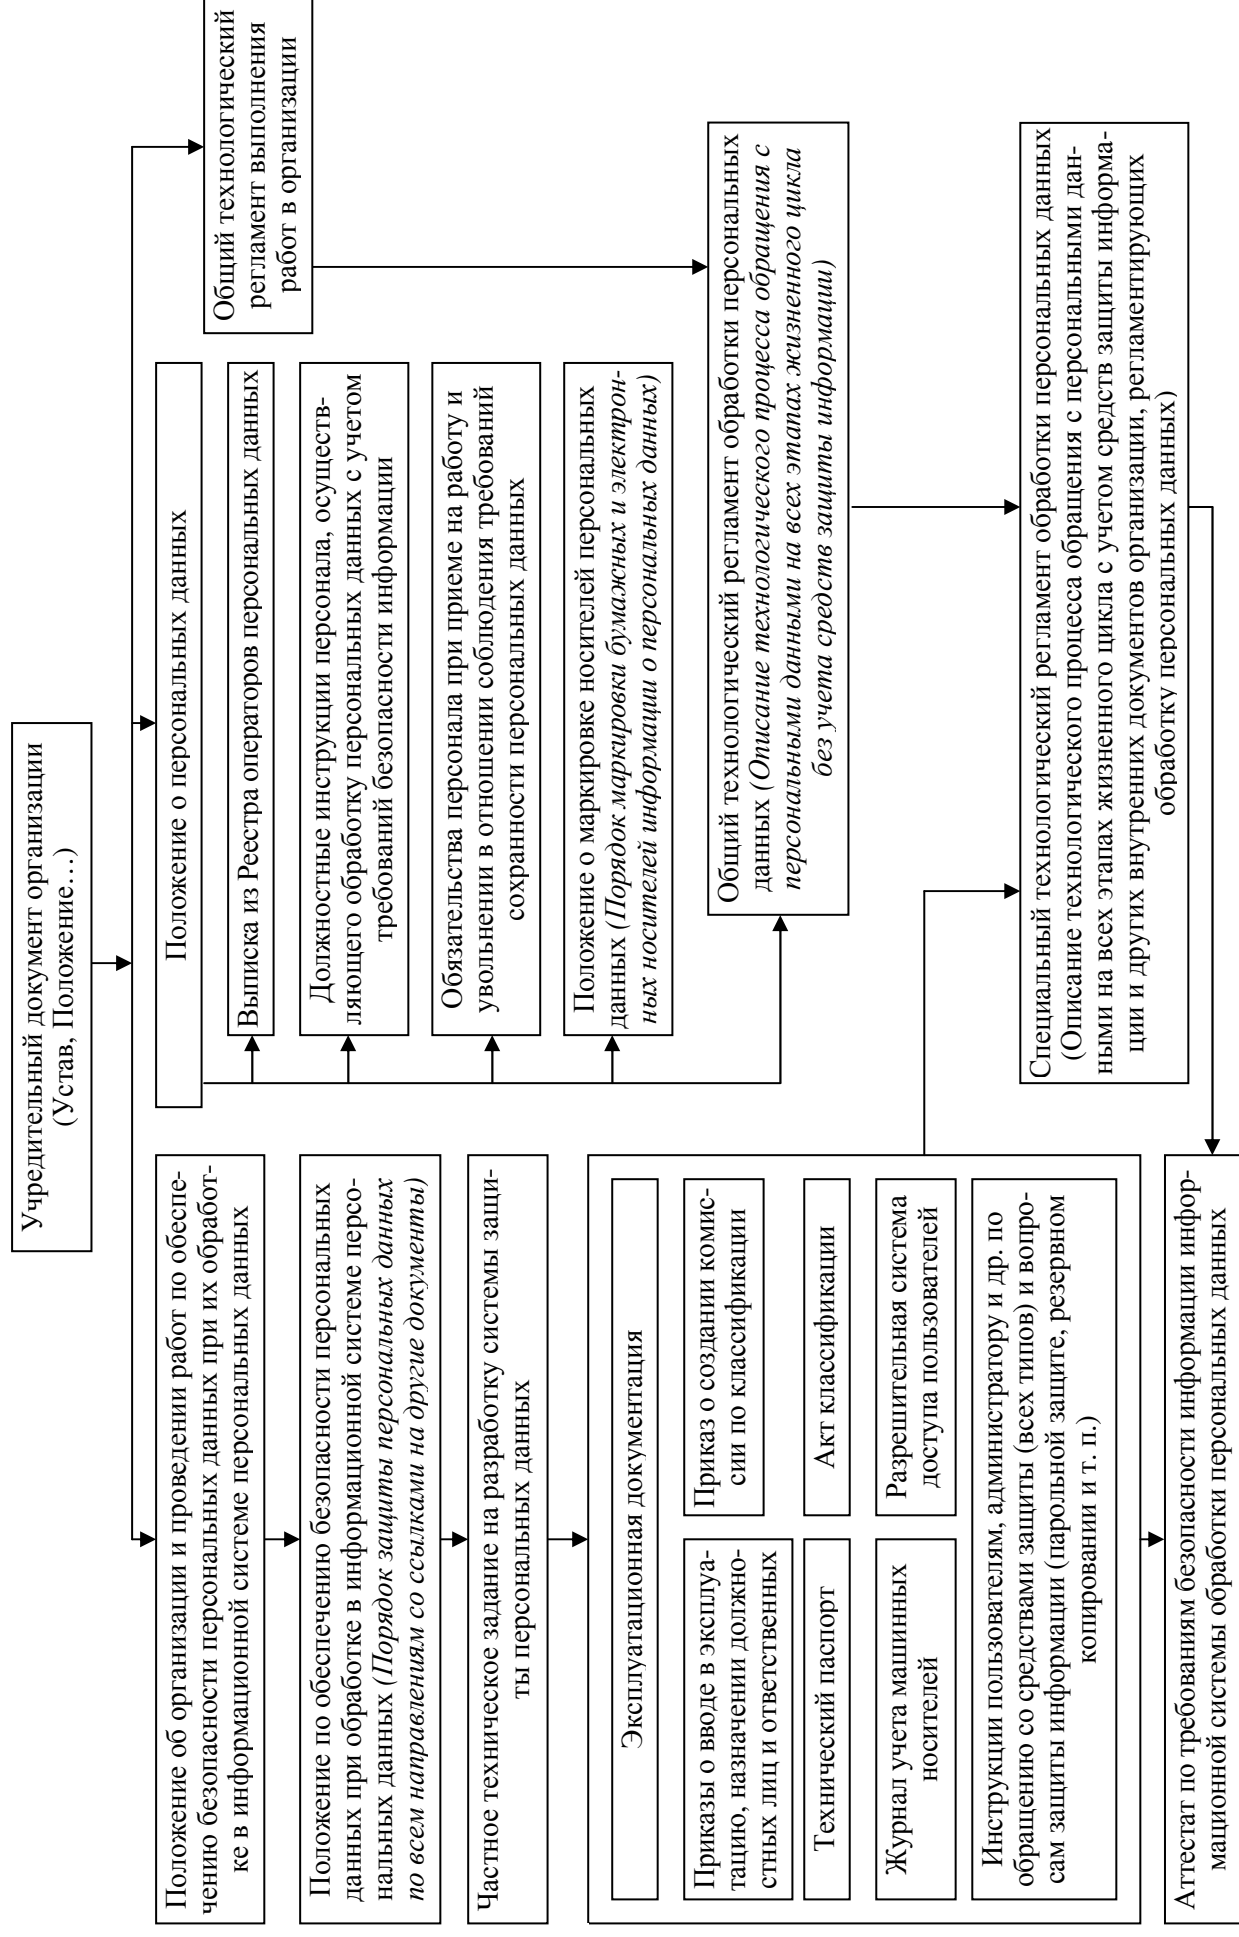 Учредительный документ организации
(Устав, Положение…)
Положение об организации и проведении работ по обеспе-
чению безопасности персональных данных при их обработ-
ке в информационной системе персональных данных
Положение по обеспечению безопасности персональных
данных при обработке в информационной системе персо-
нальных данных (Порядок защиты персональных данных
по всем направлениям со ссылками на другие документы)
Частное техническое задание на разработку системы защи-
ты персональных данных
Эксплуатационная документация
Приказы о вводе в эксплуа-
тацию, назначении должно-
стных лиц и ответственных
Приказ о создании комис-
сии по классификации
Технический паспорт
Акт классификации
Журнал учета машинных
носителей
Разрешительная система
доступа пользователей
Инструкции пользователям, администратору и др. по
обращению со средствами защиты (всех типов) и вопро-
сам защиты информации (парольной защите, резервном
копировании и т. п.)
Аттестат по требованиям безопасности информации инфор-
мационной системы обработки персональных данных
Положение о персональных данных
Выписка из Реестра операторов персональных данных
Должностные инструкции персонала, осуществ-
ляющего обработку персональных данных с учетом
требований безопасности информации
Обязательства персонала при приеме на работу и
увольнении в отношении соблюдения требований
сохранности персональных данных
Положение о маркировке носителей персональных
данных (Порядок маркировки бумажных и электрон-
ных носителей информации о персональных данных)
Общий технологический
регламент выполнения
работ в организации
Общий технологический регламент обработки персональных
данных (Описание технологического процесса обращения с
персональными данными на всех этапах жизненного цикла
без учета средств защиты информации)
Специальный технологический регламент обработки персональных данных
(Описание технологического процесса обращения с персональными дан-
ными на всех этапах жизненного цикла с учетом средств защиты информа-
ции и других внутренних документов организации, регламентирующих
обработку персональных данных)